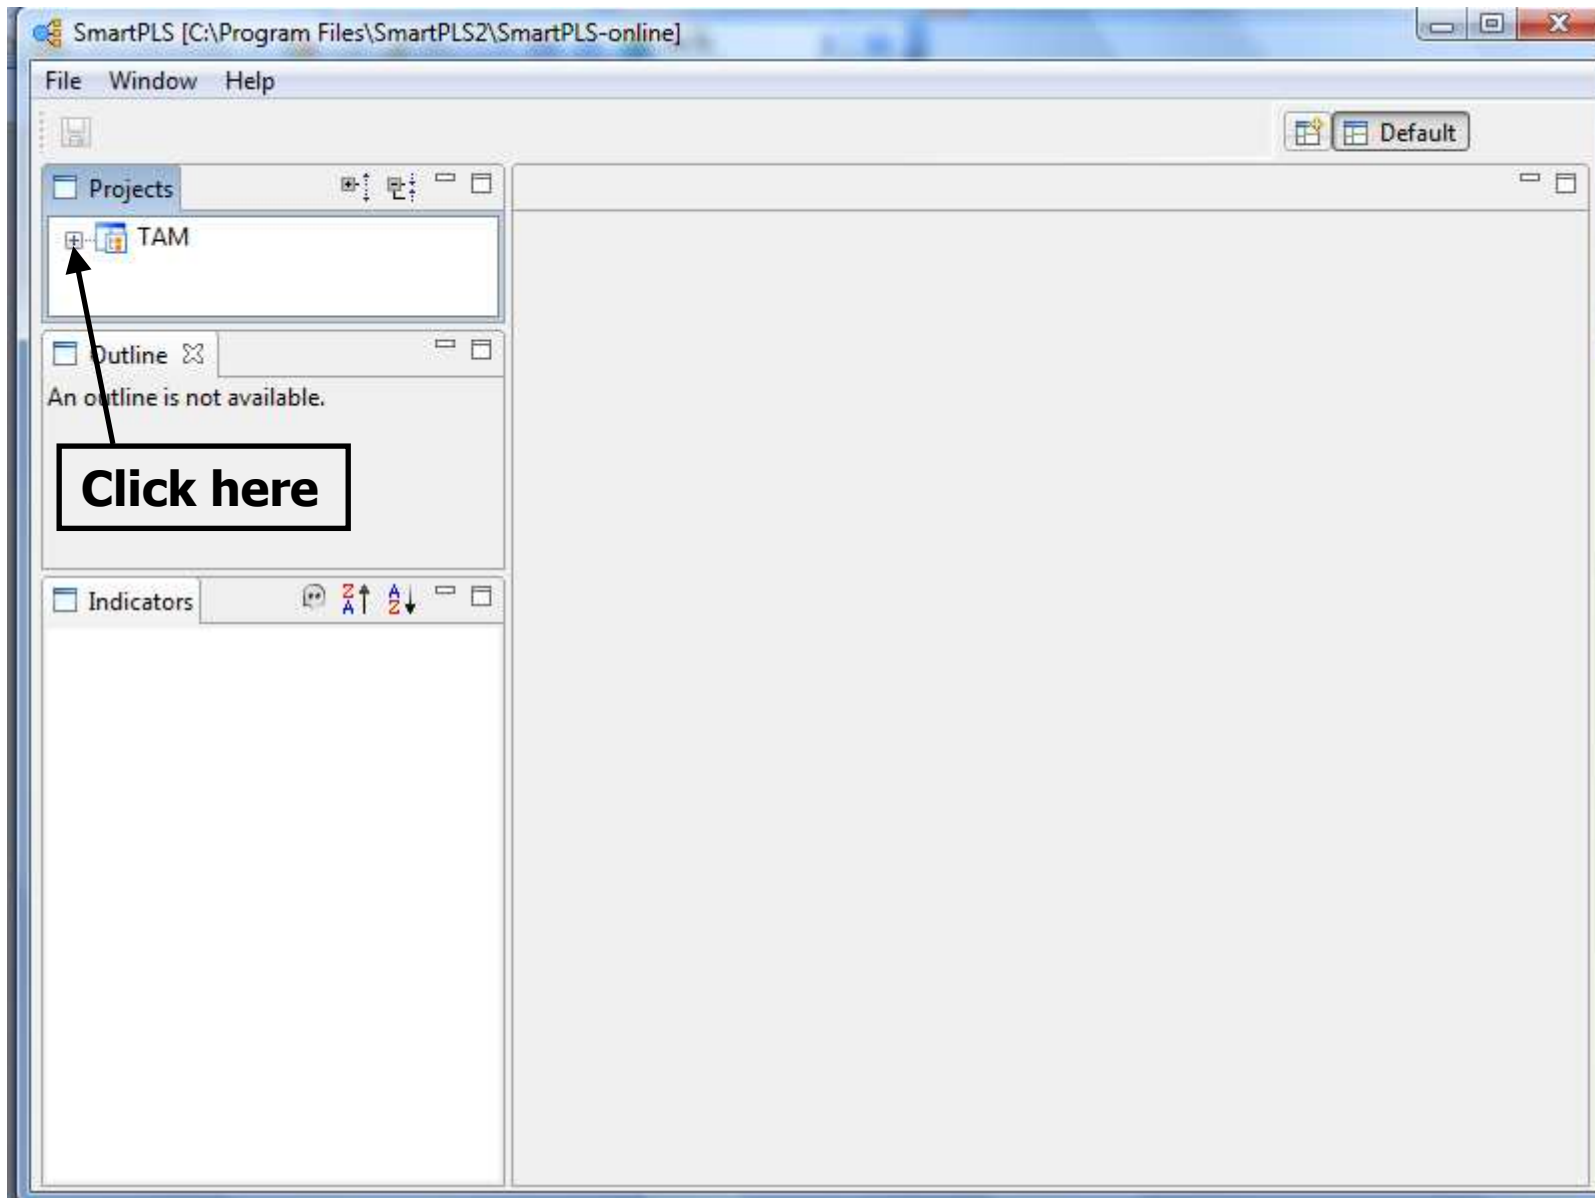 SmartPLS [C:\Program Files\SmartPLS2\SmartPLS-online]
File Window Help
Default
Projects
TAM
Outline
An outline is not available.
Click here
Indicators